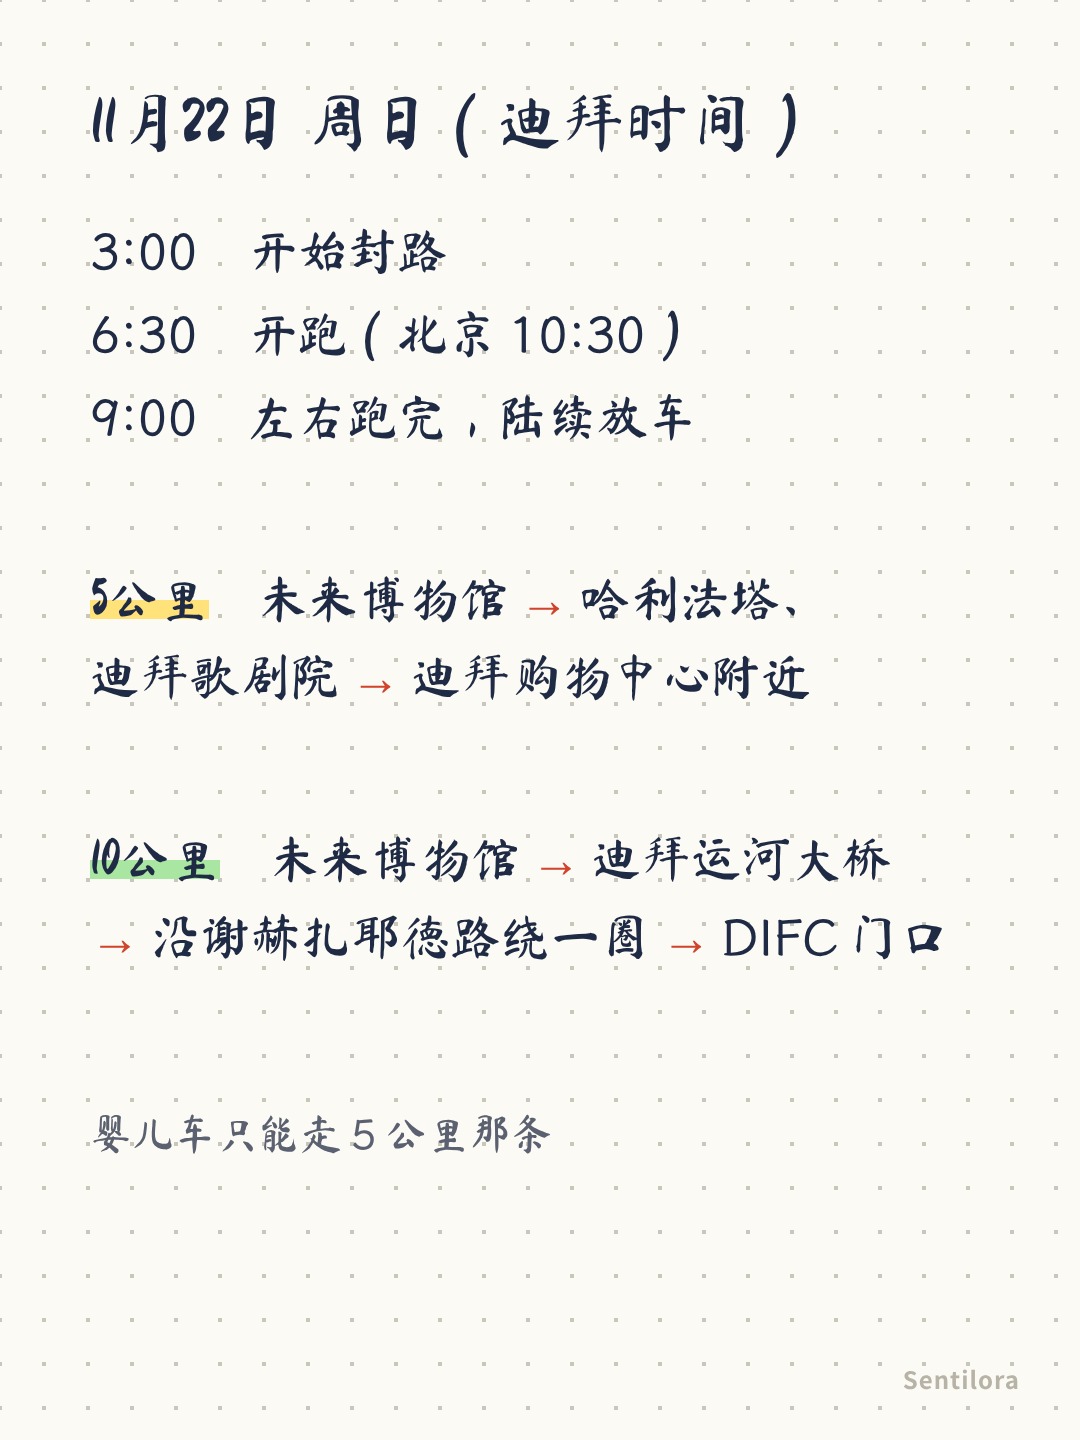 11月22日 周日（迪拜时间）
3:00 开始封路
6:30 开跑（北京 10:30）
9:00 左右跑完，陆续放车
5公里 未来博物馆 → 哈利法塔、
迪拜歌剧院 → 迪拜购物中心附近
10公里 未来博物馆 → 迪拜运河大桥
→ 沿谢赫扎耶德路绕一圈 → DIFC 门口
婴儿车只能走 5 公里那条
Sentilora